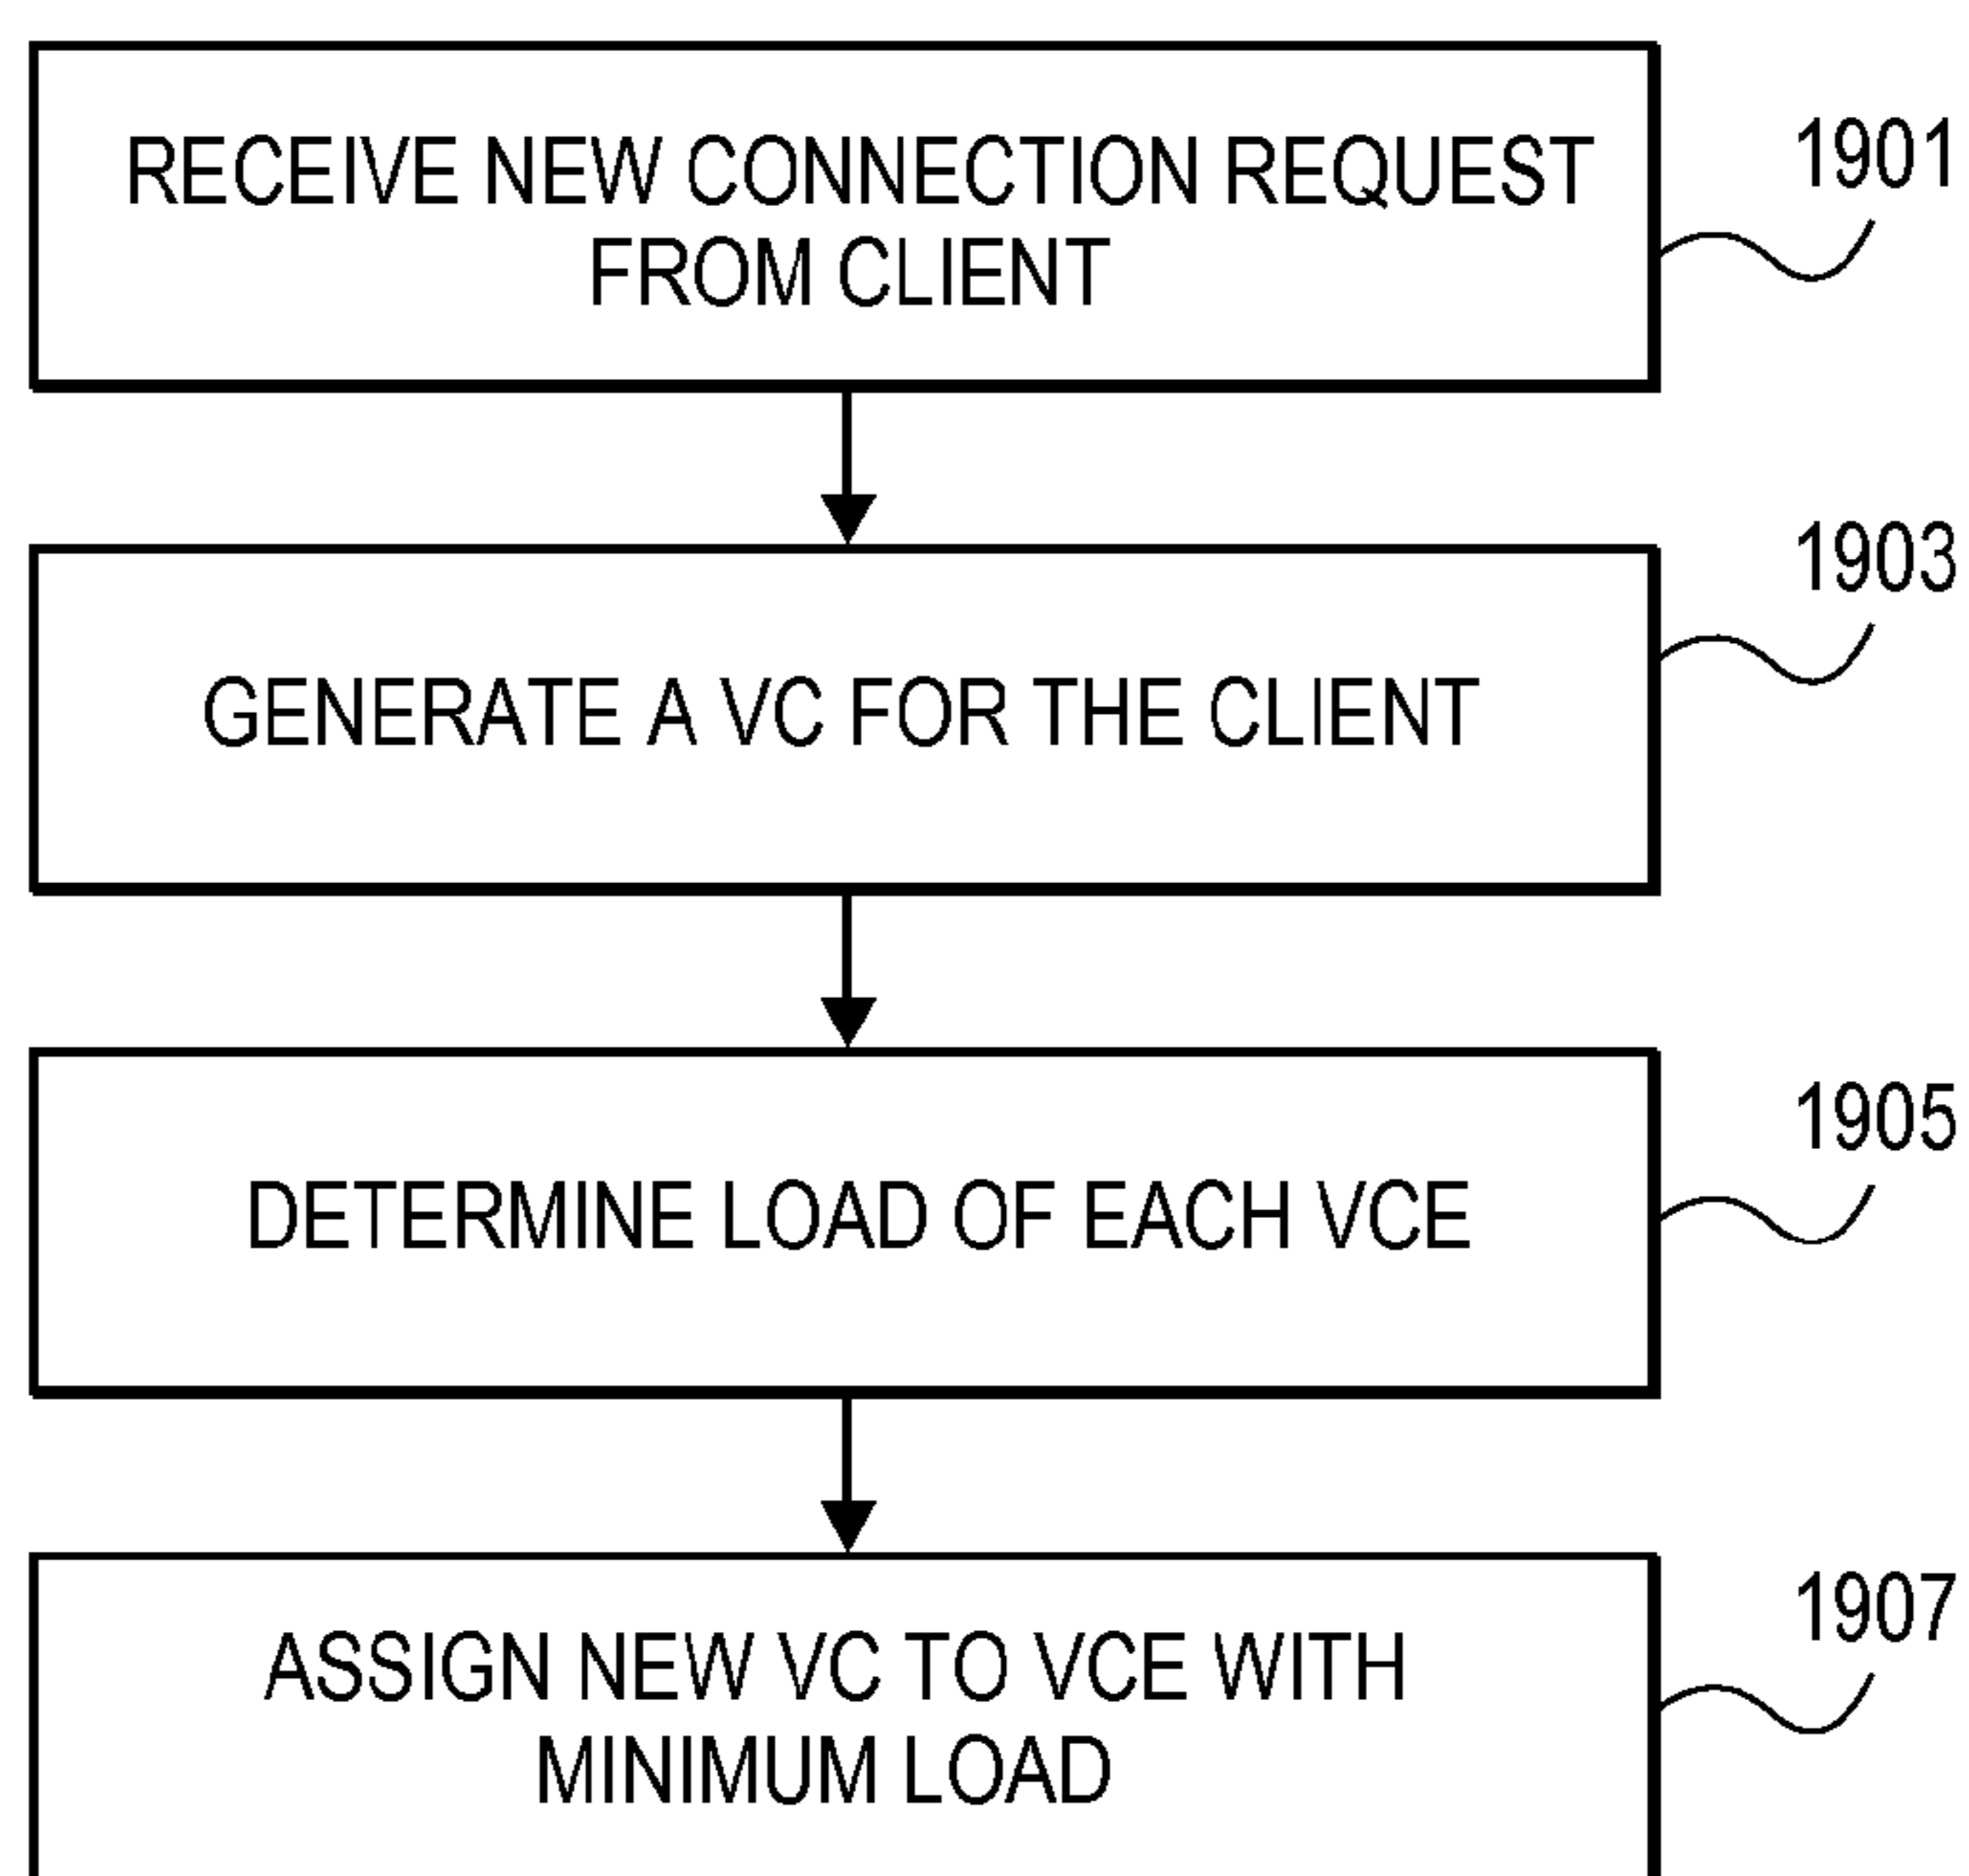 RECEIVE NEW CONNECTION REQUEST
FROM CLIENT
1901
GENERATE A VC FOR THE CLIENT
1903
DETERMINE LOAD OF EACH VCE
1905
ASSIGN NEW VC TO VCE WITH
MINIMUM LOAD
1907